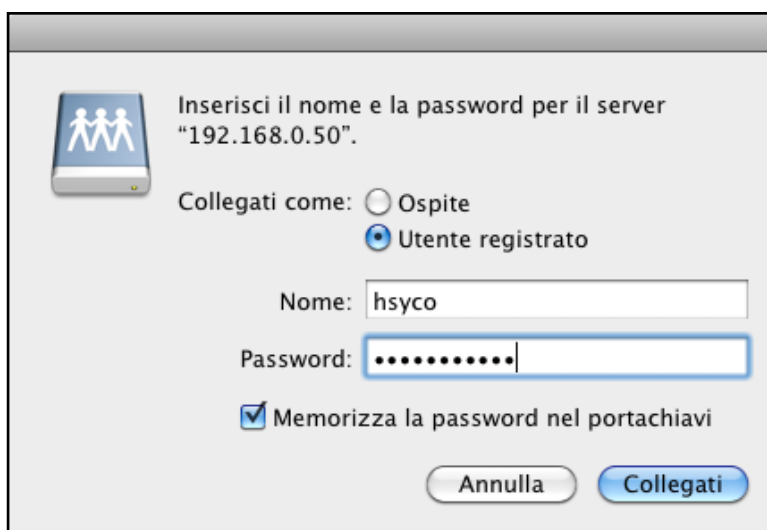 Inserisci il nome e la password per il server
“192.168.0.50”.
Collegati come: Ospite
Utente registrato
Nome: hsyco
Password: •••••••••••
Memorizza la password nel portachiavi
Annulla Collegati